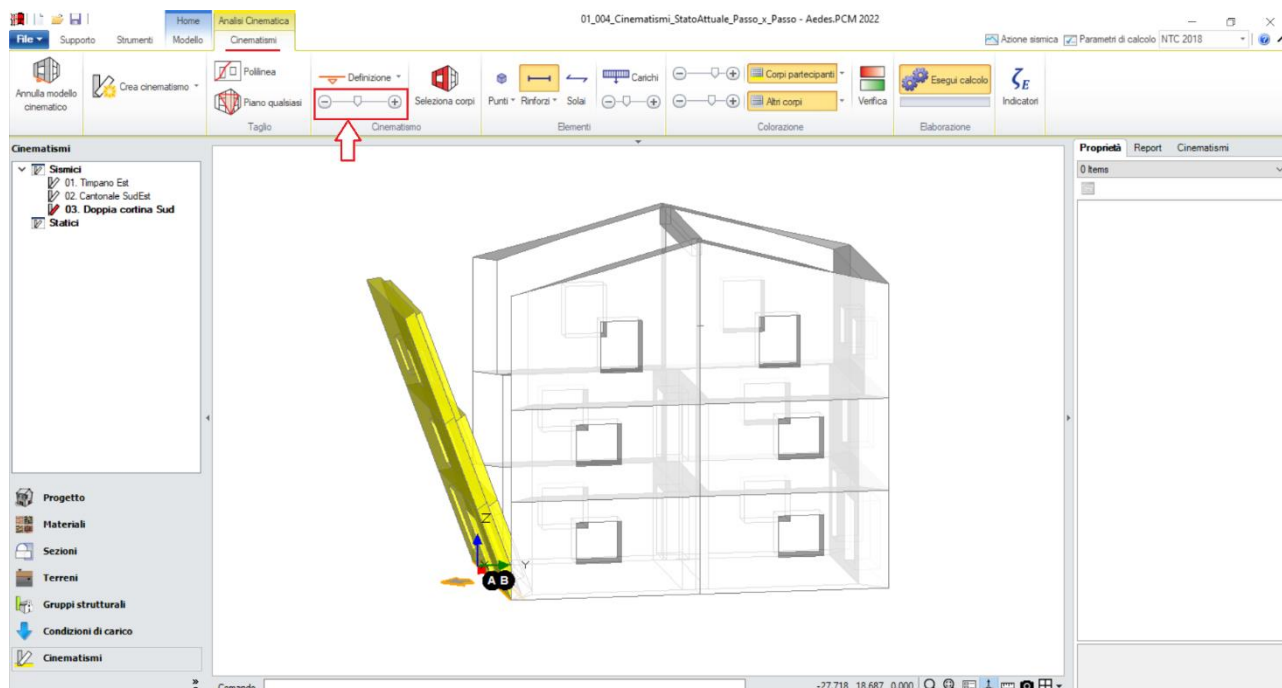 01_004_Cinematismi_StatoAttuale_Passo_x_Passo - Aedes.PCM 2022
Home
Analisi Cinematica
File
Supporto
Strumenti
Modello
Cinematismi
Azione sismica
Parametri di calcolo
NTC 2018
Annulla modello
cinematico
Crea cinematismo
Polilinea
Piano qualsiasi
Taglio
Definizione
Seleziona corpi
Cinematismo
Punti
Rinforzi
Solai
Carichi
Elementi
Corpi partecipanti
Altri corpi
Verifica
Colorazione
Esegui calcolo
Elaborazione
ζE
Indicatori
Cinematismi
Sismici
01. Timpano Est
02. Cantonale SudEst
03. Doppia cortina Sud
Statici
Progetto
Materiali
Sezioni
Terreni
Gruppi strutturali
Condizioni di carico
Cinematismi
»
Z
Y
A B
Proprietà
Report
Cinematismi
0 Items
Comando
-27.718 18.687 0.000